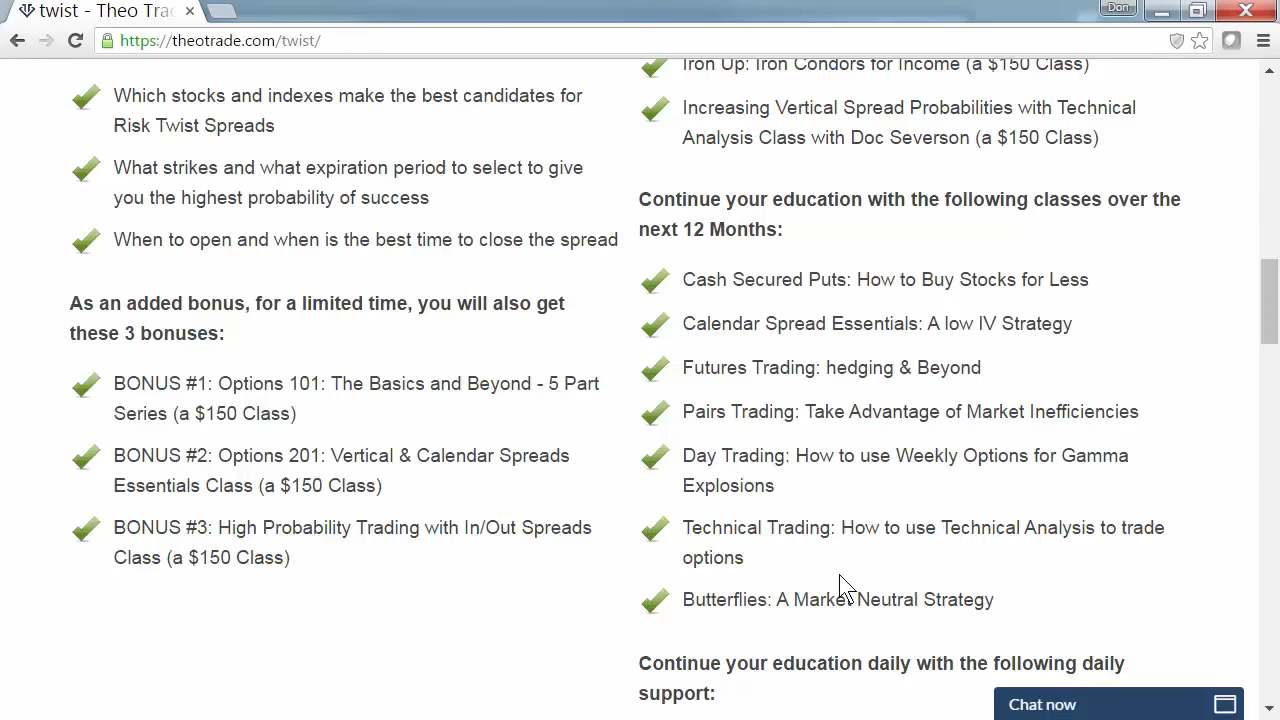 twist - Theo Tra
Don
https://theotrade.com/twist/
Which stocks and indexes make the best candidates for
Risk Twist Spreads
What strikes and what expiration period to select to give
you the highest probability of success
When to open and when is the best time to close the spread
As an added bonus, for a limited time, you will also get
these 3 bonuses:
BONUS #1: Options 101: The Basics and Beyond - 5 Part
Series (a $150 Class)
BONUS #2: Options 201: Vertical & Calendar Spreads
Essentials Class (a $150 Class)
BONUS #3: High Probability Trading with In/Out Spreads
Class (a $150 Class)
Iron Up: Iron Condors for Income (a $150 Class)
Increasing Vertical Spread Probabilities with Technical
Analysis Class with Doc Severson (a $150 Class)
Continue your education with the following classes over the
next 12 Months:
Cash Secured Puts: How to Buy Stocks for Less
Calendar Spread Essentials: A low IV Strategy
Futures Trading: hedging & Beyond
Pairs Trading: Take Advantage of Market Inefficiencies
Day Trading: How to use Weekly Options for Gamma
Explosions
Technical Trading: How to use Technical Analysis to trade
options
Butterflies: A Market Neutral Strategy
Continue your education daily with the following daily
support:
Chat now